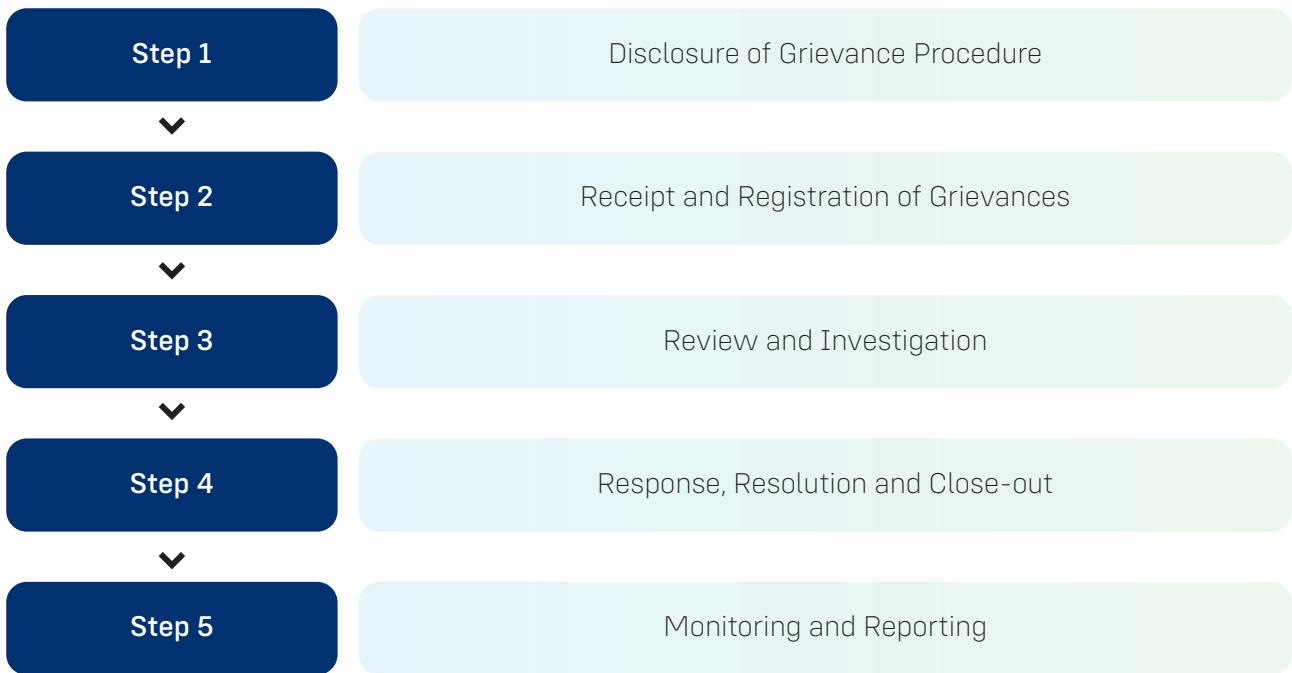 Step 1
Disclosure of Grievance Procedure
Step 2
Receipt and Registration of Grievances
Step 3
Review and Investigation
Step 4
Response, Resolution and Close-out
Step 5
Monitoring and Reporting